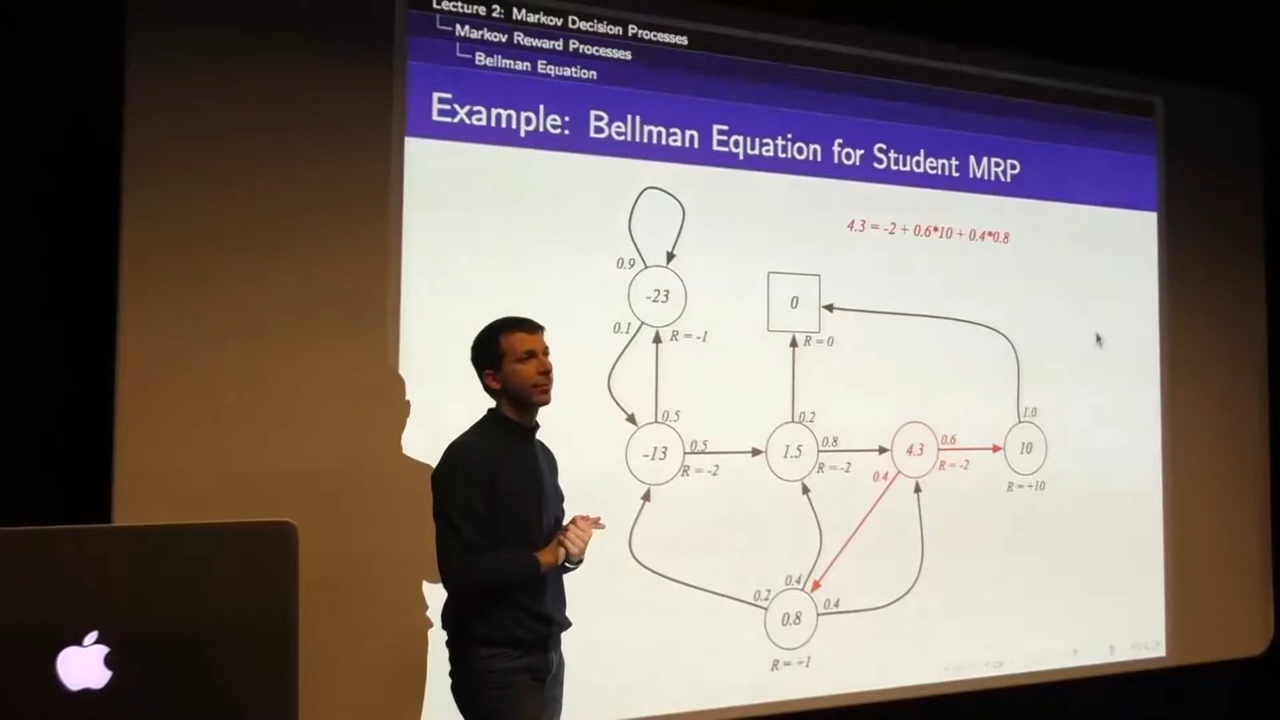 Lecture 2: Markov Decision Processes
Markov Reward Processes
Bellman Equation
Example: Bellman Equation for Student MRP
4.3 = -2 + 0.6*10 + 0.4*0.8
0.9
-23
0
0.1
R = -1
R = 0
0.5
0.2
1.0
-13
0.5
R = -2
1.5
0.8
R = -2
4.3
0.6
R = -2
10
0.4
R = +10
0.2
0.4
0.8
0.4
R = +1